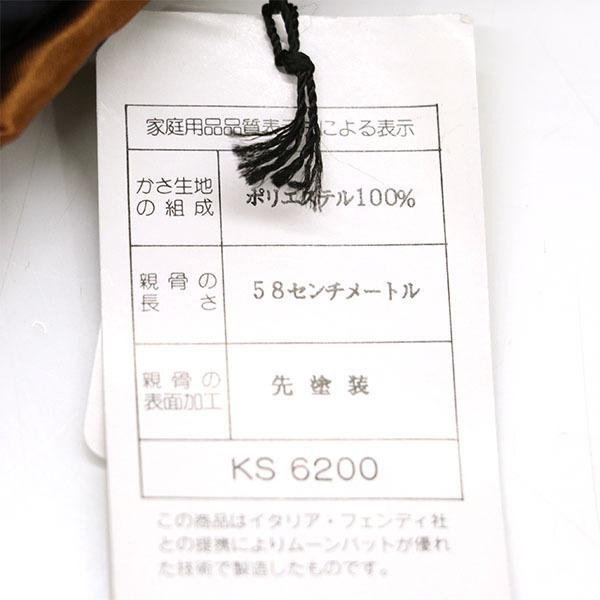 家庭用品品質表 による表示
かさ生地
の組成
ポリエステル100%
親骨の
長さ
58センチメートル
親骨の
表面加工
先塗装
KS 6200
この商品はイタリア・フェンディ社
との提携によりムーンバットが優れ
た技術で製造したものです。